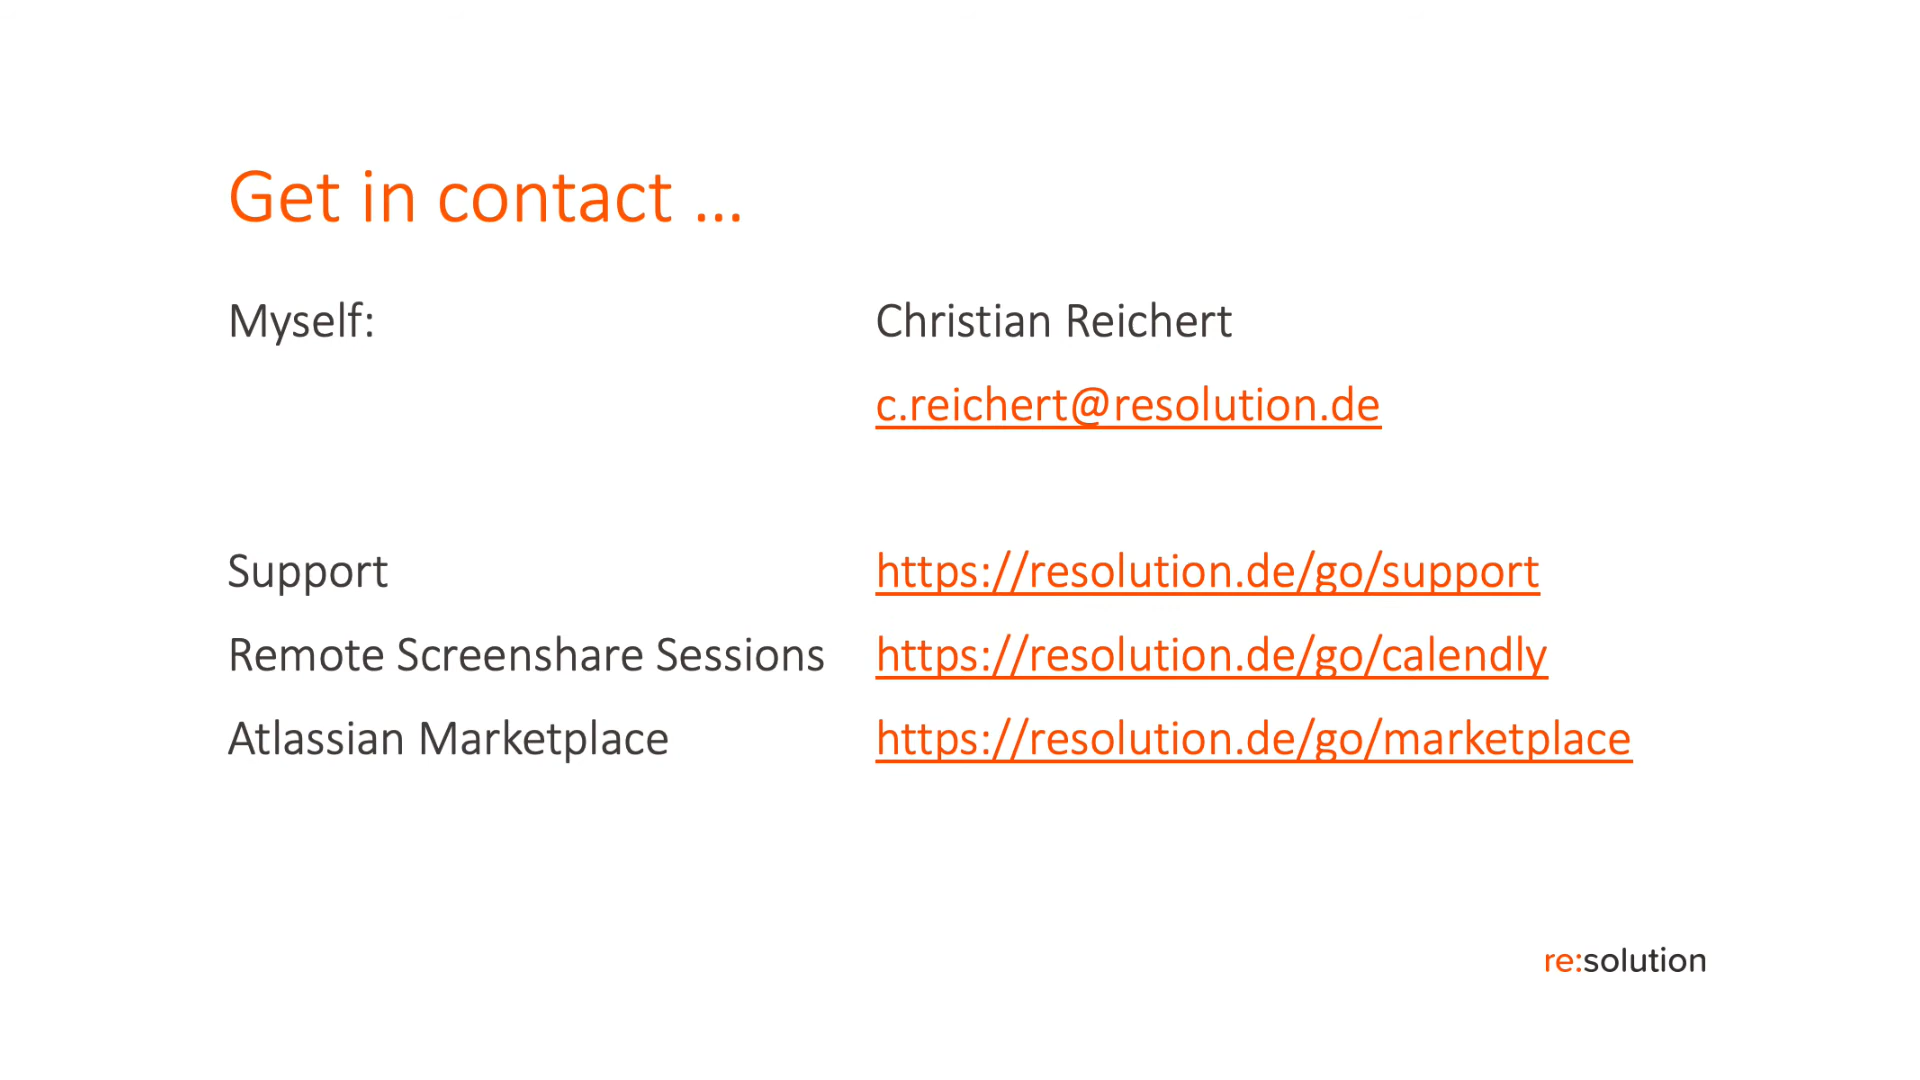 Get in contact ...
Myself: Christian Reichert
c.reichert@resolution.de
Support https://resolution.de/go/support
Remote Screenshare Sessions https://resolution.de/go/calendly
Atlassian Marketplace https://resolution.de/go/marketplace
re:solution